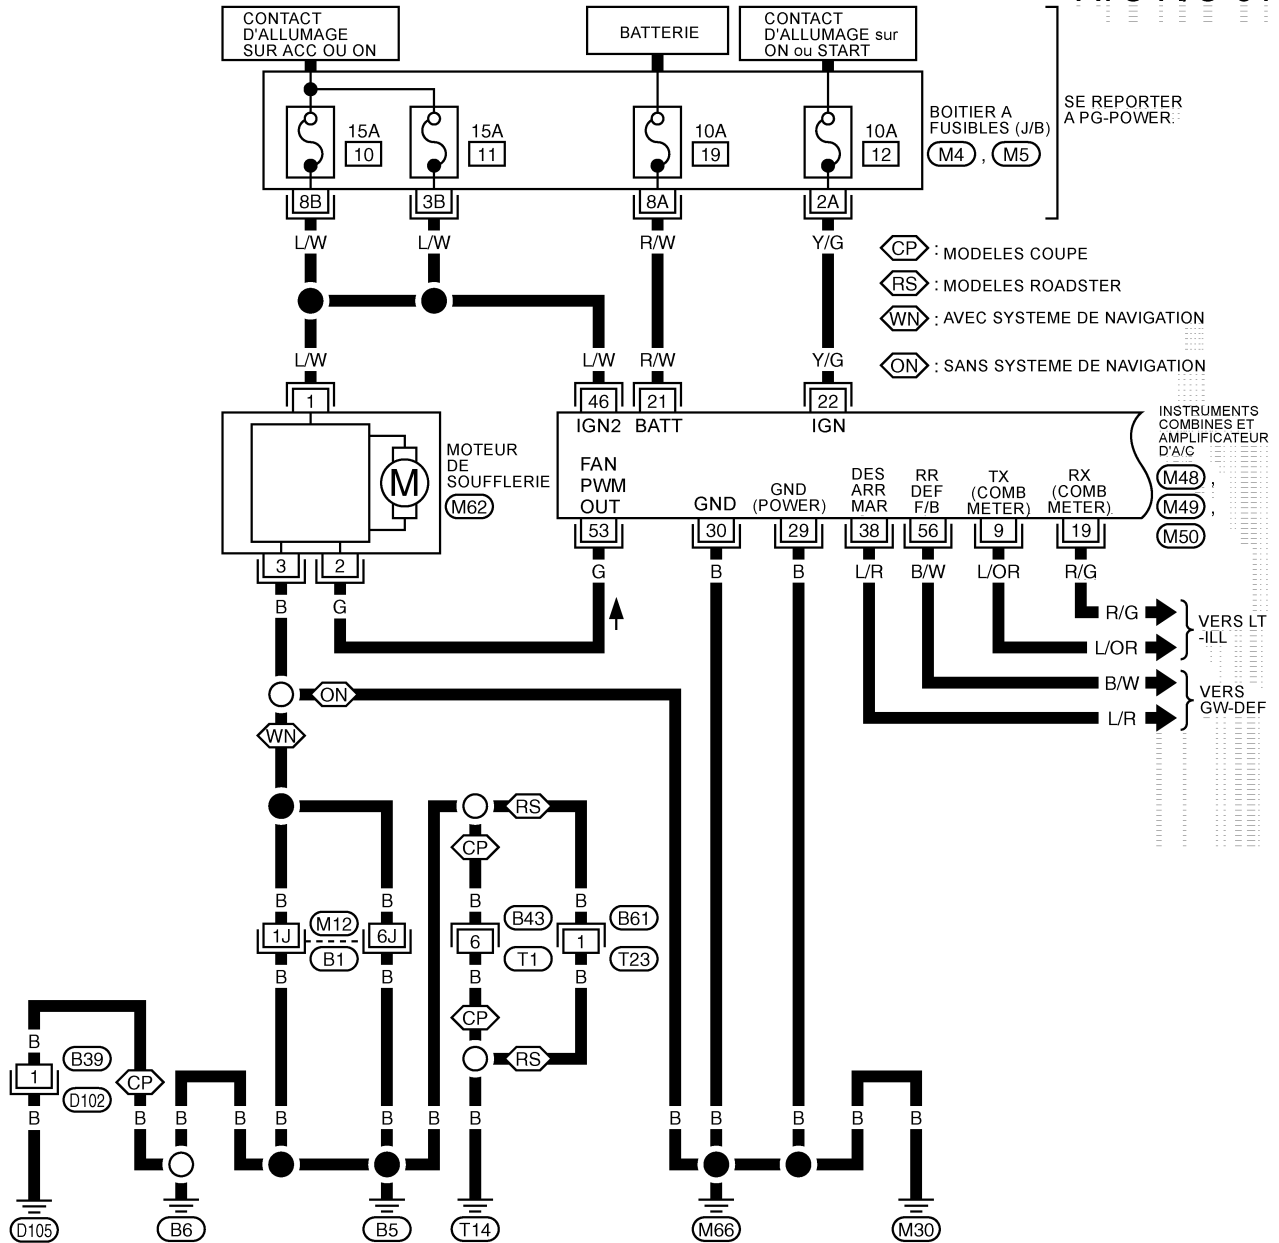 CONTACT
D'ALLUMAGE
SUR ACC OU ON
BATTERIE
CONTACT
D'ALLUMAGE sur
ON ou START
15A
10
15A
11
10A
19
10A
12
BOITIER A
FUSIBLES (J/B)
M4 , M5
SE REPORTER
A PG-POWER.
8B 3B 8A 2A
L/W L/W R/W Y/G
CP : MODELES COUPE
RS : MODELES ROADSTER
WN : AVEC SYSTEME DE NAVIGATION
ON : SANS SYSTEME DE NAVIGATION
L/W L/W R/W Y/G
1 46 21 22
IGN2 BATT IGN
M
MOTEUR
DE
SOUFFLERIE
M62
INSTRUMENTS
COMBINES ET
AMPLIFICATEUR
D'A/C
M48 ,
M49 ,
M50
FAN
PWM
OUT
GND
GND
(POWER)
DES
ARR
MAR
RR
DEF
F/B
TX
(COMB
METER)
RX
(COMB
METER)
53 30 29 38 56 9 19
3 2
G B B L/R B/W L/OR R/G
B G
R/G
L/OR
VERS LT
-ILL
B/W
L/R
VERS
GW-DEF
ON
WN
RS
CP
B B B B
1J M12 6J 6 B43 1 B61
B1 T1 T23
B B B B
CP
RS
B
1
B39
D102
CP
B B B B B B B B B B B B B
D105 B6 B5 T14 M66 M30